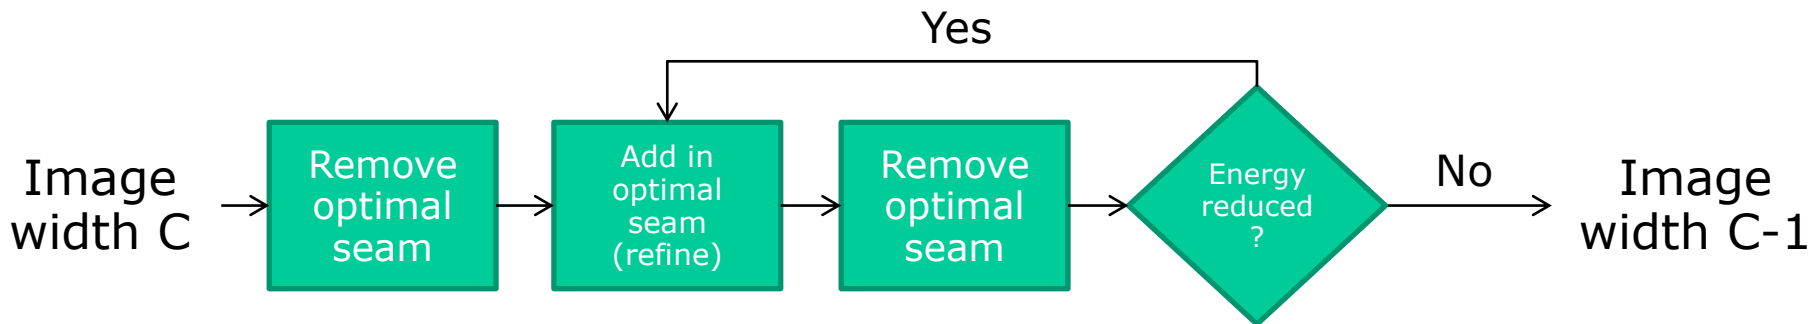 Yes
Image
width C
Remove
optimal
seam
Add in
optimal
seam
(refine)
Remove
optimal
seam
Energy
reduced
?
No
Image
width C-1